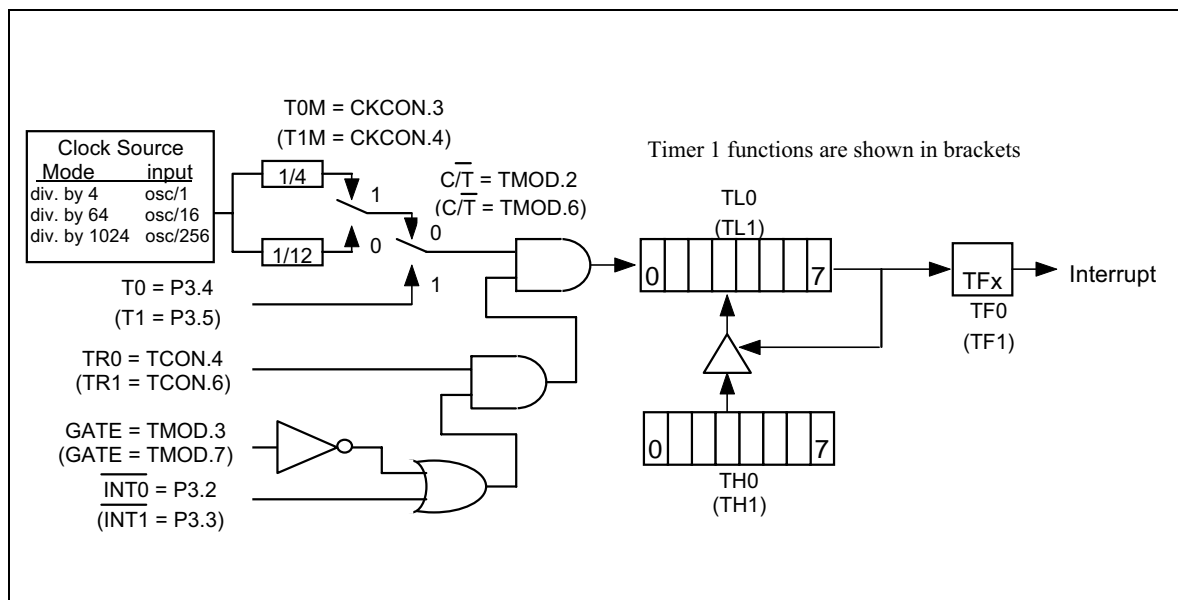 T0M = CKCON.3
(T1M = CKCON.4)
Clock Source
Mode input
div. by 4 osc/1
div. by 64 osc/16
div. by 1024 osc/256
1/4
1/12
1
0
C/T = TMOD.2
(C/T = TMOD.6)
0
1
T0 = P3.4
(T1 = P3.5)
TR0 = TCON.4
(TR1 = TCON.6)
GATE = TMOD.3
(GATE = TMOD.7)
INT0 = P3.2
(INT1 = P3.3)
Timer 1 functions are shown in brackets
TL0
(TL1)
0 7
TFx
Interrupt
TF0
(TF1)
0 7
TH0
(TH1)